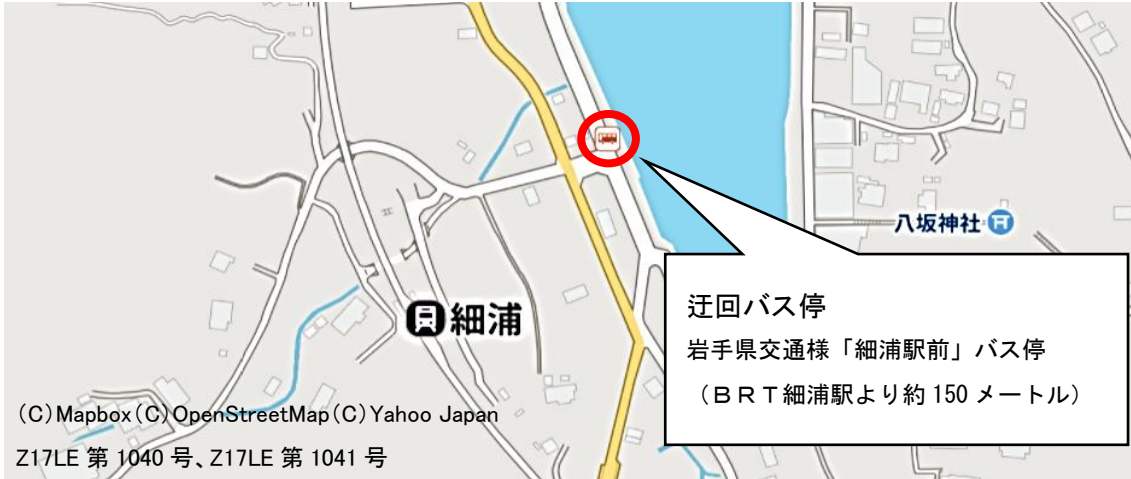 八坂神社
細浦
迂回バス停
岩手県交通様「細浦駅前」バス停
（ＢＲＴ細浦駅より約 150 メートル）
(C)Mapbox(C)OpenStreetMap(C)Yahoo Japan
Z17LE 第 1040 号、Z17LE 第 1041 号